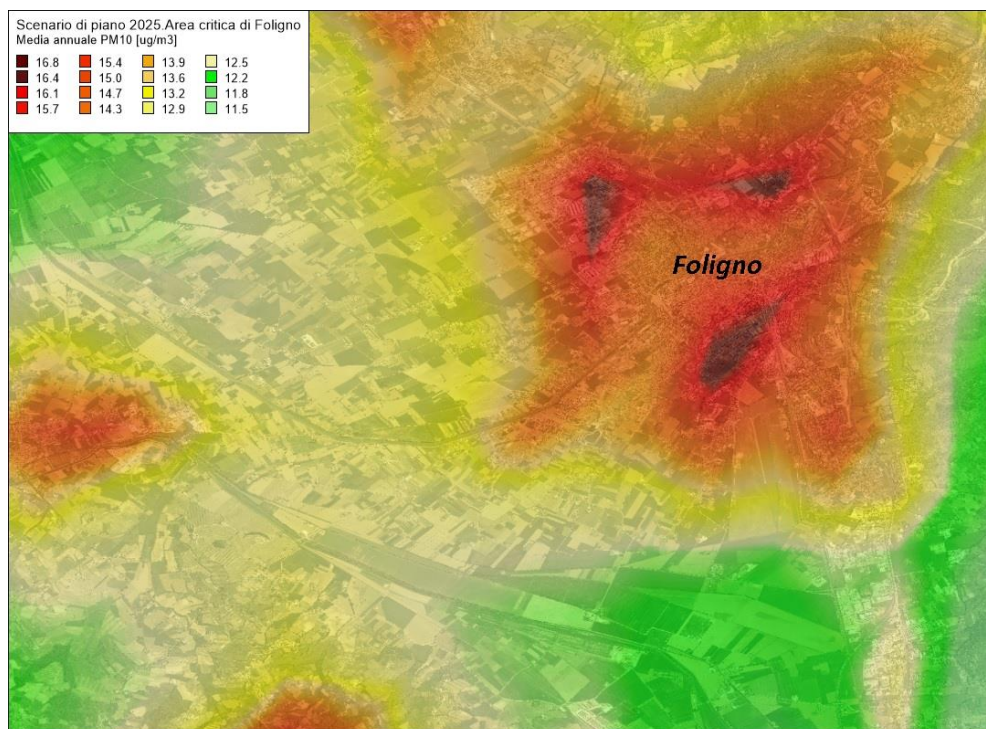 Scenario di piano 2025.Area critica di Foligno
Media annuale PM10 [ug/m3]
16.8 15.4 13.9 12.5
16.4 15.0 13.6 12.2
16.1 14.7 13.2 11.8
15.7 14.3 12.9 11.5
Foligno